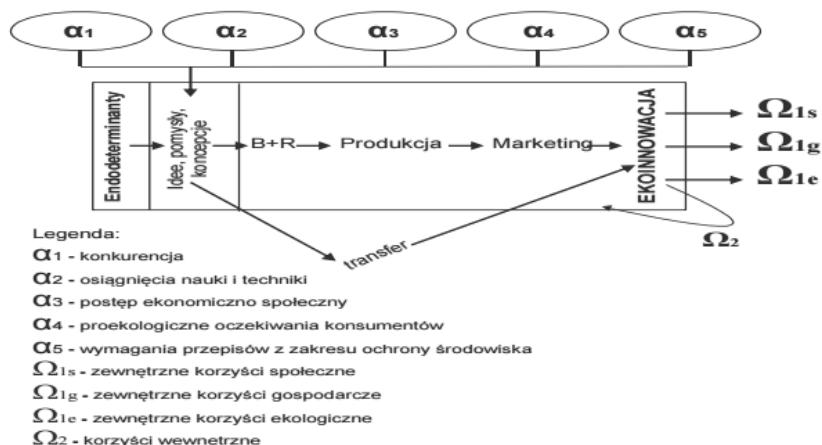 α1 α2 α3 α4 α5
Endodeterminanty
Idee, pomysły,
koncepcje
B+R
Produkcja
Marketing
EKOINNOWACJA
Ω1s
Ω1g
Ω1e
Ω2
transfer
Legenda:
α1 - konkurencja
α2 - osiągnięcia nauki i techniki
α3 - postęp ekonomiczno społeczny
α4 - proekologiczne oczekiwania konsumentów
α5 - wymagania przepisów z zakresu ochrony środowiska
Ω1s - zewnętrzne korzyści społeczne
Ω1g - zewnętrzne korzyści gospodarcze
Ω1e - zewnętrzne korzyści ekologiczne
Ω2 - korzyści wewnetrzne